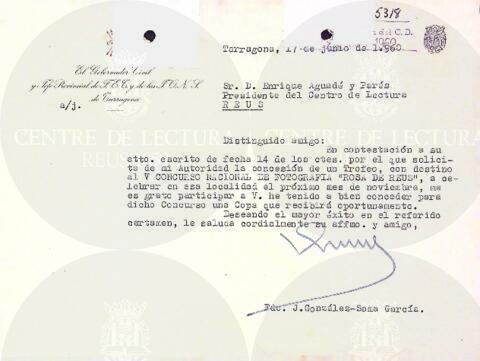 5318
C. D.
1960
Tarragona, 17 de junio de 1.960
El Gobernador Civil
y Jefe Provincial de F.E.T. y de las J.O.N.S.
de Tarragona
a/j.
Sr. D. Enrique Aguadé y Parés
Presidente del Centro de Lectura
REUS
Distinguido amigo:
En contestación a su
atto. escrito de fecha 14 de los ctes. por el que solici-
ta de mi Autoridad la concesión de un Trofeo, con destino
al V CONCURSO NACIONAL DE FOTOGRAFIA "ROSA DE REUS", a ce-
lebrar en esa localidad el próximo mes de noviembre, me
es grato participar a V. he tenido a bien conceder para
dicho Concurso una Copa que recibirá oportunamente.
Deseando el mayor éxito en el referido
certamen, le saluda cordialmente su affmo. y amigo,
Fdo. J.González-Sama García.
CENTRE DE LECTURA
REUS
CENTRE DE LECTURA